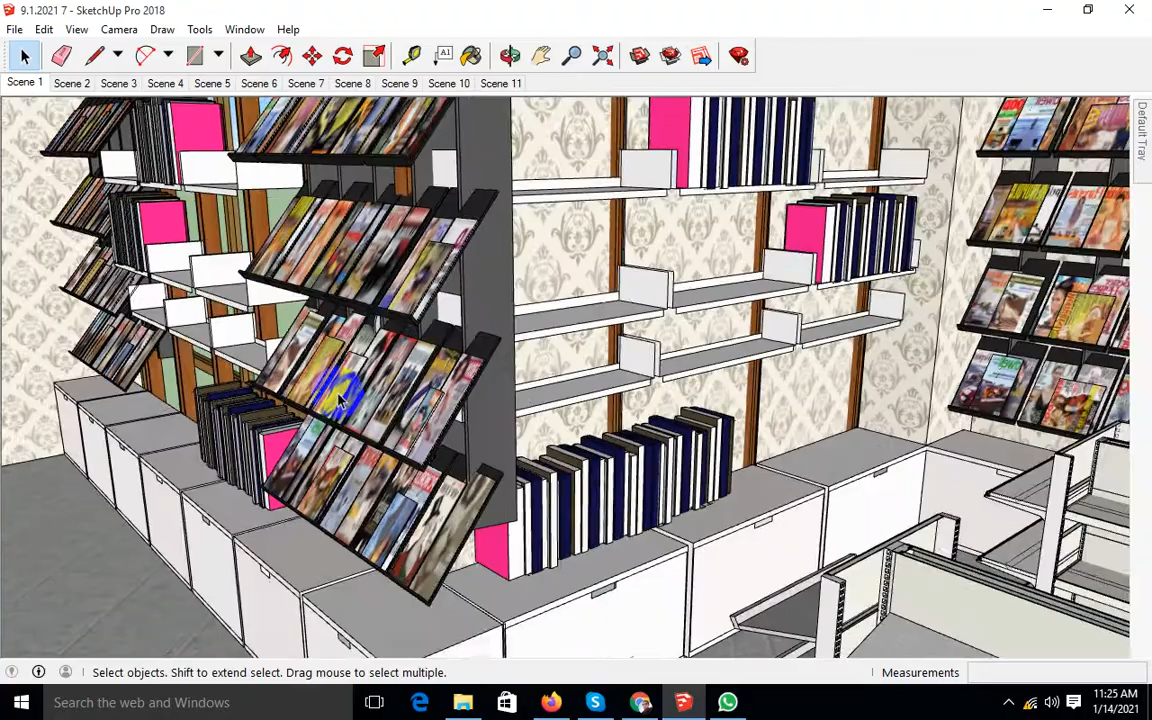 9.1.2021 7 - SketchUp Pro 2018
File Edit View Camera Draw Tools Window Help
A1
Scene 1 Scene 2 Scene 3 Scene 4 Scene 5 Scene 6 Scene 7 Scene 8 Scene 9 Scene 10 Scene 11
Default Tray
Select objects. Shift to extend select. Drag mouse to select multiple.
Measurements
Search the web and Windows
11:25 AM
1/14/2021